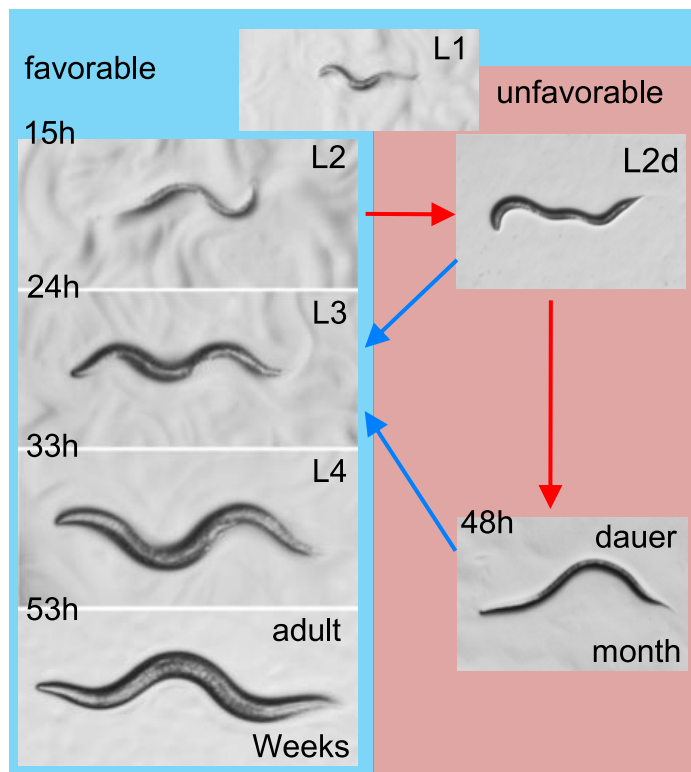 L1
favorable
unfavorable
15h
L2
L2d
24h
L3
33h
L4
48h
dauer
53h
adult
month
Weeks